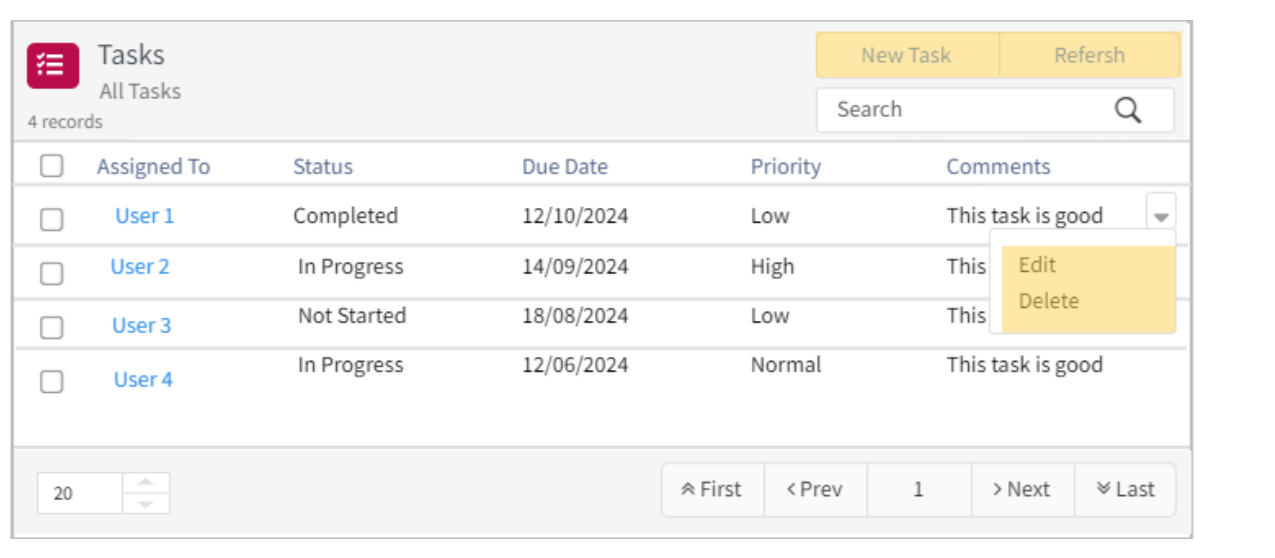 Tasks
New Task Refersh
All Tasks
Search
4 records
Assigned To Status Due Date Priority Comments
User 1 Completed 12/10/2024 Low This task is good
User 2 In Progress 14/09/2024 High This
Edit
User 3 Not Started 18/08/2024 Low This
Delete
User 4 In Progress 12/06/2024 Normal This task is good
20 First Prev 1 Next Last